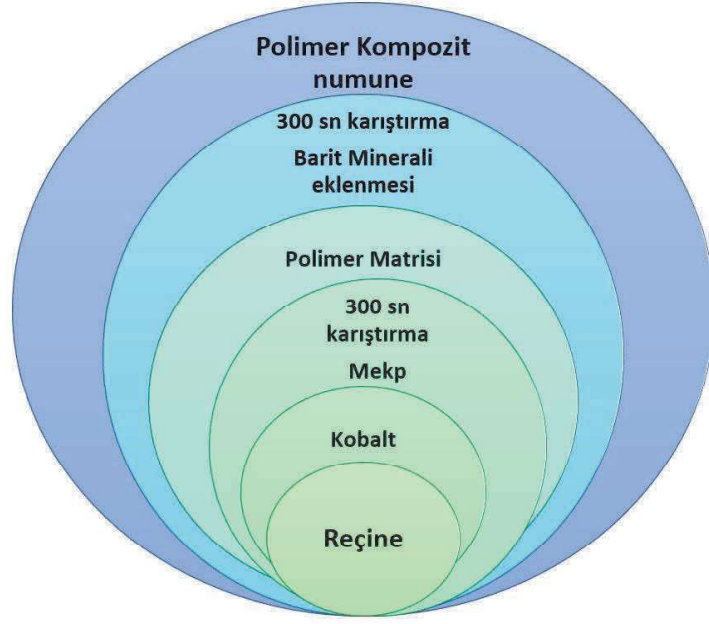 Polimer Kompozit
numune
300 sn karıştırma
Barit Minerali
eklenmesi
Polimer Matrisi
300 sn
karıştırma
Mekp
Kobalt
Reçine